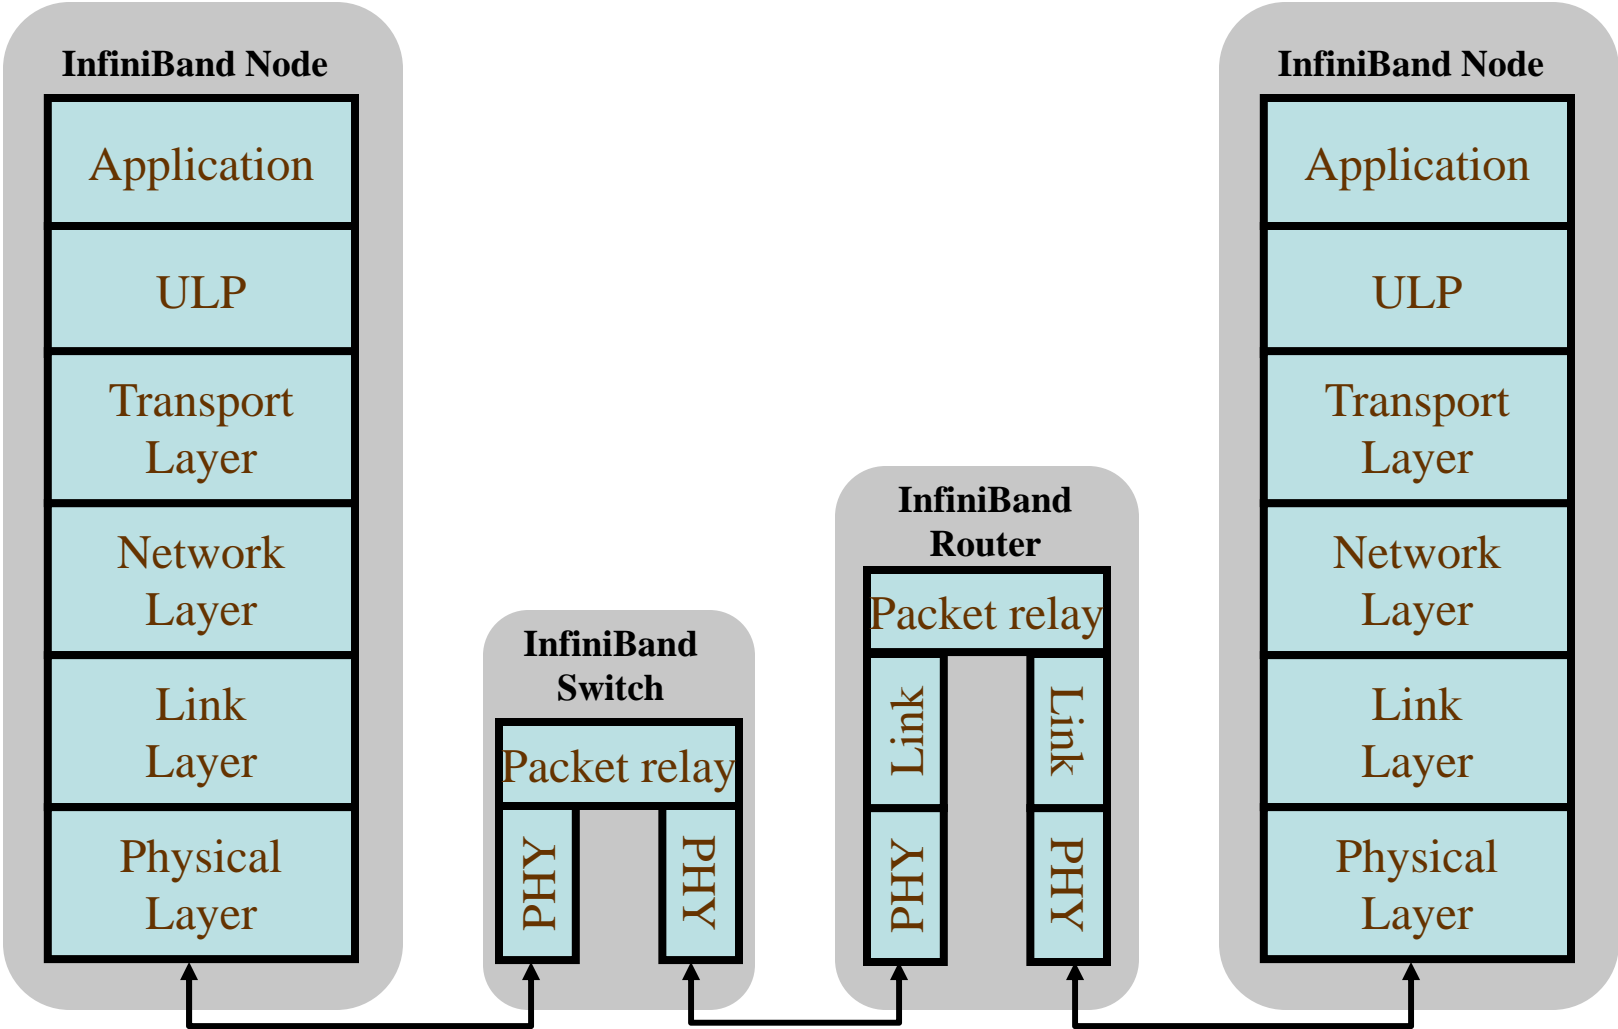 InfiniBand Node
Application
ULP
Transport
Layer
Network
Layer
Link
Layer
Physical
Layer
InfiniBand
Switch
Packet relay
PHY
PHY
InfiniBand
Router
Packet relay
Link
Link
PHY
PHY
InfiniBand Node
Application
ULP
Transport
Layer
Network
Layer
Link
Layer
Physical
Layer